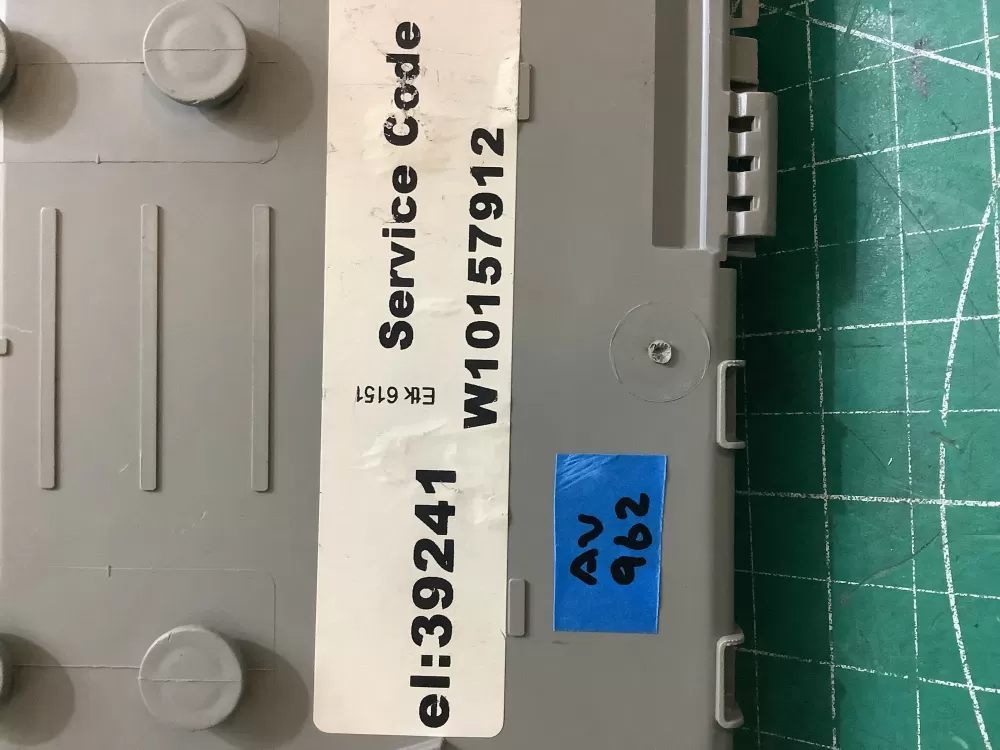 Service Code
W10157912
Etk 6151
el:39241
AV
962